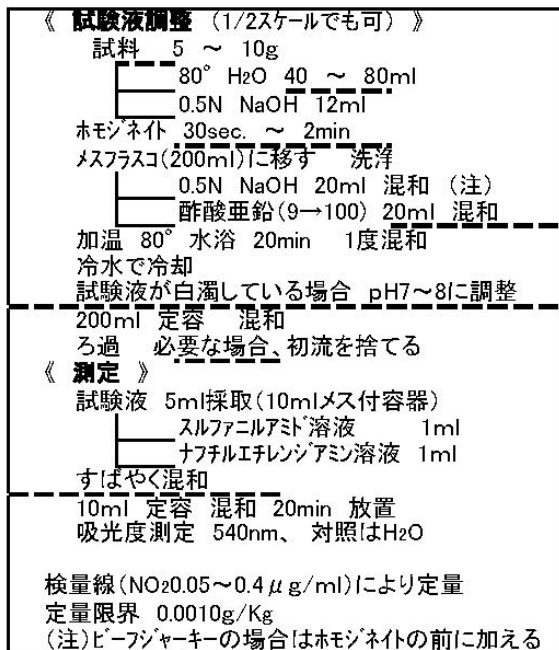 《 試験液調整 (1/2スケールでも可) 》
試料 5 ～ 10g
80° H2O 40 ～ 80ml
0.5N NaOH 12ml
ホモジネイト 30sec. ～ 2min
メスフラスコ(200ml)に移す 洗浄
0.5N NaOH 20ml 混和 (注)
酢酸亜鉛(9→100) 20ml 混和
加温 80° 水浴 20min 1度混和
冷水で冷却
試験液が白濁している場合 pH7～8に調整
200ml 定容 混和
ろ過 必要な場合、初流を捨てる
《 測定 》
試験液 5ml採取(10mlメス付容器)
スルファニルアミド溶液 1ml
ナフチルエチレンジアミン溶液 1ml
すばやく混和
10ml 定容 混和 20min 放置
吸光度測定 540nm、 対照はH2O
検量線(NO20.05～0.4μg/ml)により定量
定量限界 0.0010g/Kg
(注)ビーフジャーキーの場合はホモジネイトの前に加える